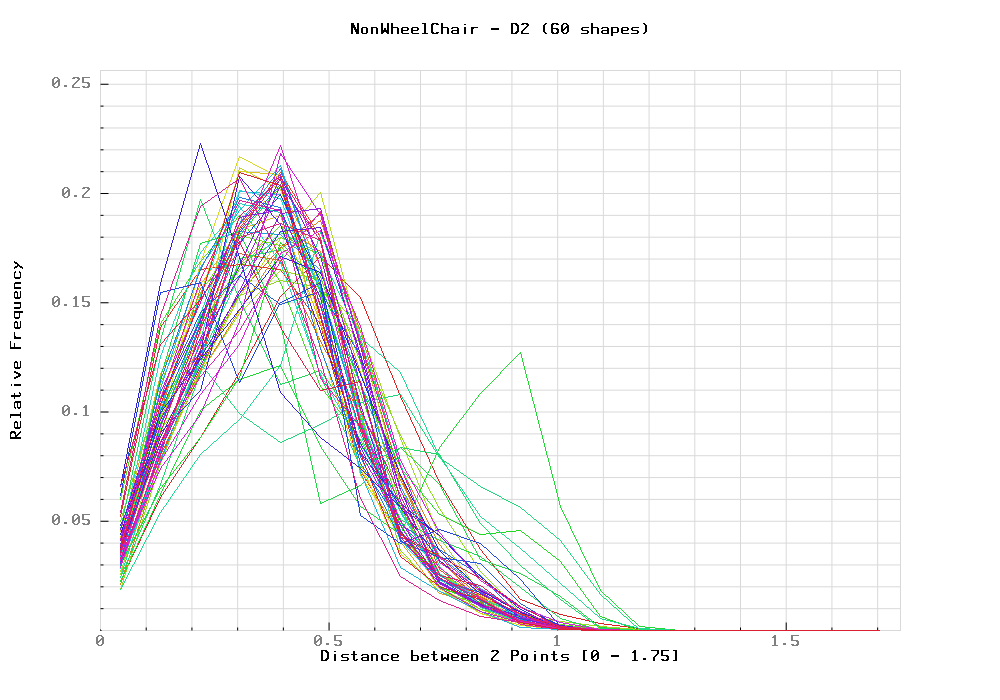 NonWheelChair - D2 (60 shapes)
0.25
0.2
0.15
0.1
0.05
Relative Frequency
0 0.5 1 1.5
Distance between 2 Points [0 - 1.75]